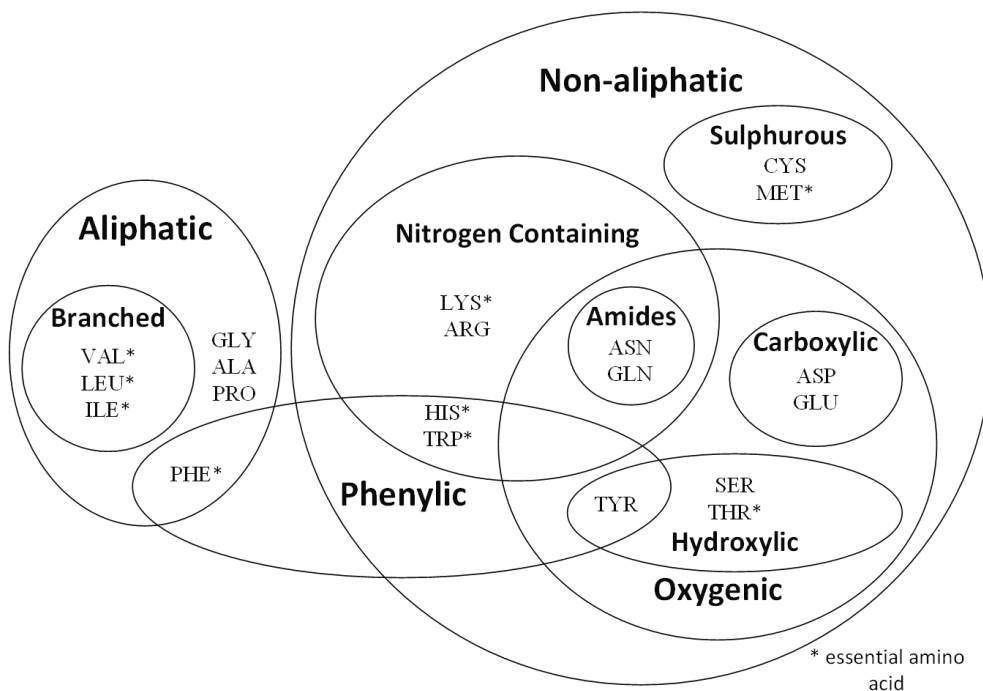 Non-aliphatic
Sulphurous
CYS
MET*
Aliphatic
Nitrogen Containing
Branched
VAL*
LEU*
ILE*
GLY
ALA
PRO
LYS*
ARG
Amides
ASN
GLN
Carboxylic
ASP
GLU
HIS*
TRP*
PHE*
Phenylic
TYR
SER
THR*
Hydroxylic
Oxygenic
* essential amino
acid